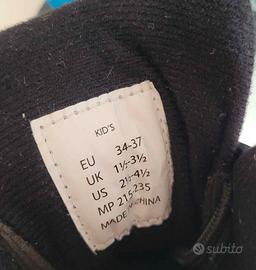 KID'S
EU 34-37
UK 1½-3½
US 2½-4½
MP 215-235
MADE IN CHINA
subito